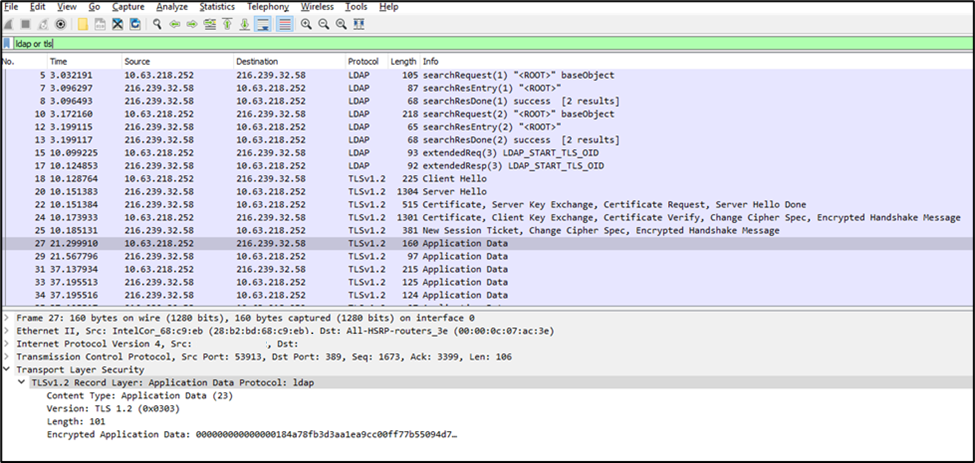 File Edit View Go Capture Analyze Statistics Telephony Wireless Tools Help
ldap or tls
No. Time Source Destination Protocol Length Info
5 3.032191 10.63.218.252 216.239.32.58 LDAP 105 searchRequest(1) "<ROOT>" baseObject
7 3.096297 216.239.32.58 10.63.218.252 LDAP 87 searchResEntry(1) "<ROOT>"
8 3.096493 216.239.32.58 10.63.218.252 LDAP 68 searchResDone(1) success [2 results]
10 3.172160 10.63.218.252 216.239.32.58 LDAP 218 searchRequest(2) "<ROOT>" baseObject
12 3.199115 216.239.32.58 10.63.218.252 LDAP 65 searchResEntry(2) "<ROOT>"
13 3.199117 216.239.32.58 10.63.218.252 LDAP 68 searchResDone(2) success [2 results]
15 10.099225 10.63.218.252 216.239.32.58 LDAP 93 extendedReq(3) LDAP_START_TLS_OID
17 10.124853 216.239.32.58 10.63.218.252 LDAP 92 extendedResp(3) LDAP_START_TLS_OID
18 10.128764 10.63.218.252 216.239.32.58 TLSv1.2 225 Client Hello
20 10.151383 216.239.32.58 10.63.218.252 TLSv1.2 1304 Server Hello
22 10.151384 216.239.32.58 10.63.218.252 TLSv1.2 515 Certificate, Server Key Exchange, Certificate Request, Server Hello Done
24 10.173933 10.63.218.252 216.239.32.58 TLSv1.2 1301 Certificate, Client Key Exchange, Certificate Verify, Change Cipher Spec, Encrypted Handshake Message
25 10.185131 216.239.32.58 10.63.218.252 TLSv1.2 381 New Session Ticket, Change Cipher Spec, Encrypted Handshake Message
27 21.299910 10.63.218.252 216.239.32.58 TLSv1.2 160 Application Data
29 21.567796 216.239.32.58 10.63.218.252 TLSv1.2 97 Application Data
31 37.137934 10.63.218.252 216.239.32.58 TLSv1.2 215 Application Data
33 37.195513 216.239.32.58 10.63.218.252 TLSv1.2 125 Application Data
34 37.195516 216.239.32.58 10.63.218.252 TLSv1.2 124 Application Data
Frame 27: 160 bytes on wire (1280 bits), 160 bytes captured (1280 bits) on interface 0
Ethernet II, Src: IntelCor_68:c9:eb (28:b2:bd:68:c9:eb). Dst: All-HSRP-routers_3e (00:00:0c:07:ac:3e)
Internet Protocol Version 4, Src: , Dst:
Transmission Control Protocol, Src Port: 53913, Dst Port: 389, Seq: 1673, Ack: 3399, Len: 106
Transport Layer Security
TLSv1.2 Record Layer: Application Data Protocol: ldap
Content Type: Application Data (23)
Version: TLS 1.2 (0x0303)
Length: 101
Encrypted Application Data: 000000000000000184a78fb3d3aa1ea9cc00ff77b55094d7…